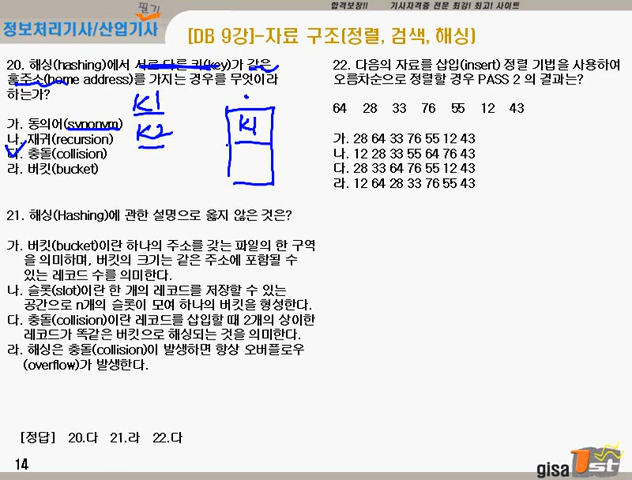 필기
합격보장!! 기사자격증 전문 최강! 최고! 사이트
정보처리기사/산업기사
[DB 9강]-자료 구조(정렬, 검색, 해싱)
20. 해싱(hashing)에서 서로 다른 키(key)가 같은
홈주소(home address)를 가지는 경우를 무엇이라
하는가?
K1
K2
K1
가. 동의어(synonym)
나. 재귀(recursion)
다. 충돌(collision)
라. 버킷(bucket)
21. 해싱(Hashing)에 관한 설명으로 옳지 않은 것은?
가. 버킷(bucket)이란 하나의 주소를 갖는 파일의 한 구역
을 의미하며, 버킷의 크기는 같은 주소에 포함될 수
있는 레코드 수를 의미한다.
나. 슬롯(slot)이란 한 개의 레코드를 저장할 수 있는
공간으로 n개의 슬롯이 모여 하나의 버킷을 형성한다.
다. 충돌(collision)이란 레코드를 삽입할 때 2개의 상이한
레코드가 똑같은 버킷으로 해싱되는 것을 의미한다.
라. 해싱은 충돌(collision)이 발생하면 항상 오버플로우
(overflow)가 발생한다.
22. 다음의 자료를 삽입(insert) 정렬 기법을 사용하여
오름차순으로 정렬할 경우 PASS 2 의 결과는?
64 28 33 76 55 12 43
가. 28 64 33 76 55 12 43
나. 12 28 33 55 64 76 43
다. 28 33 64 76 55 12 43
라. 12 64 28 33 76 55 43
[정답] 20.다 21.라 22.다
14
gisa 1st